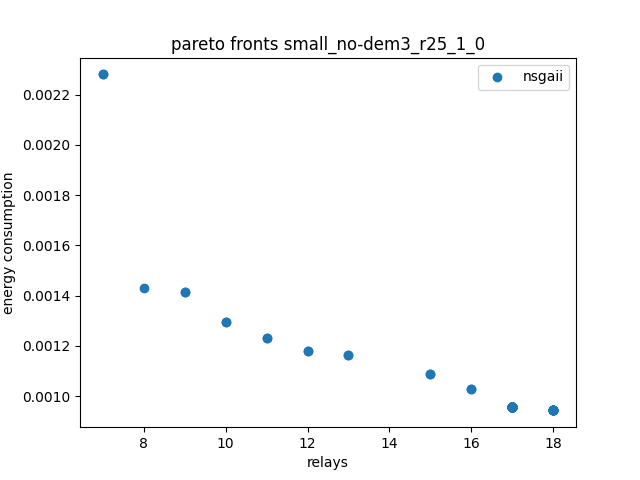 pareto fronts small_no-dem3_r25_1_0
nsgaii
energy consumption
0.0022
0.0020
0.0018
0.0016
0.0014
0.0012
0.0010
8 10 12 14 16 18
relays